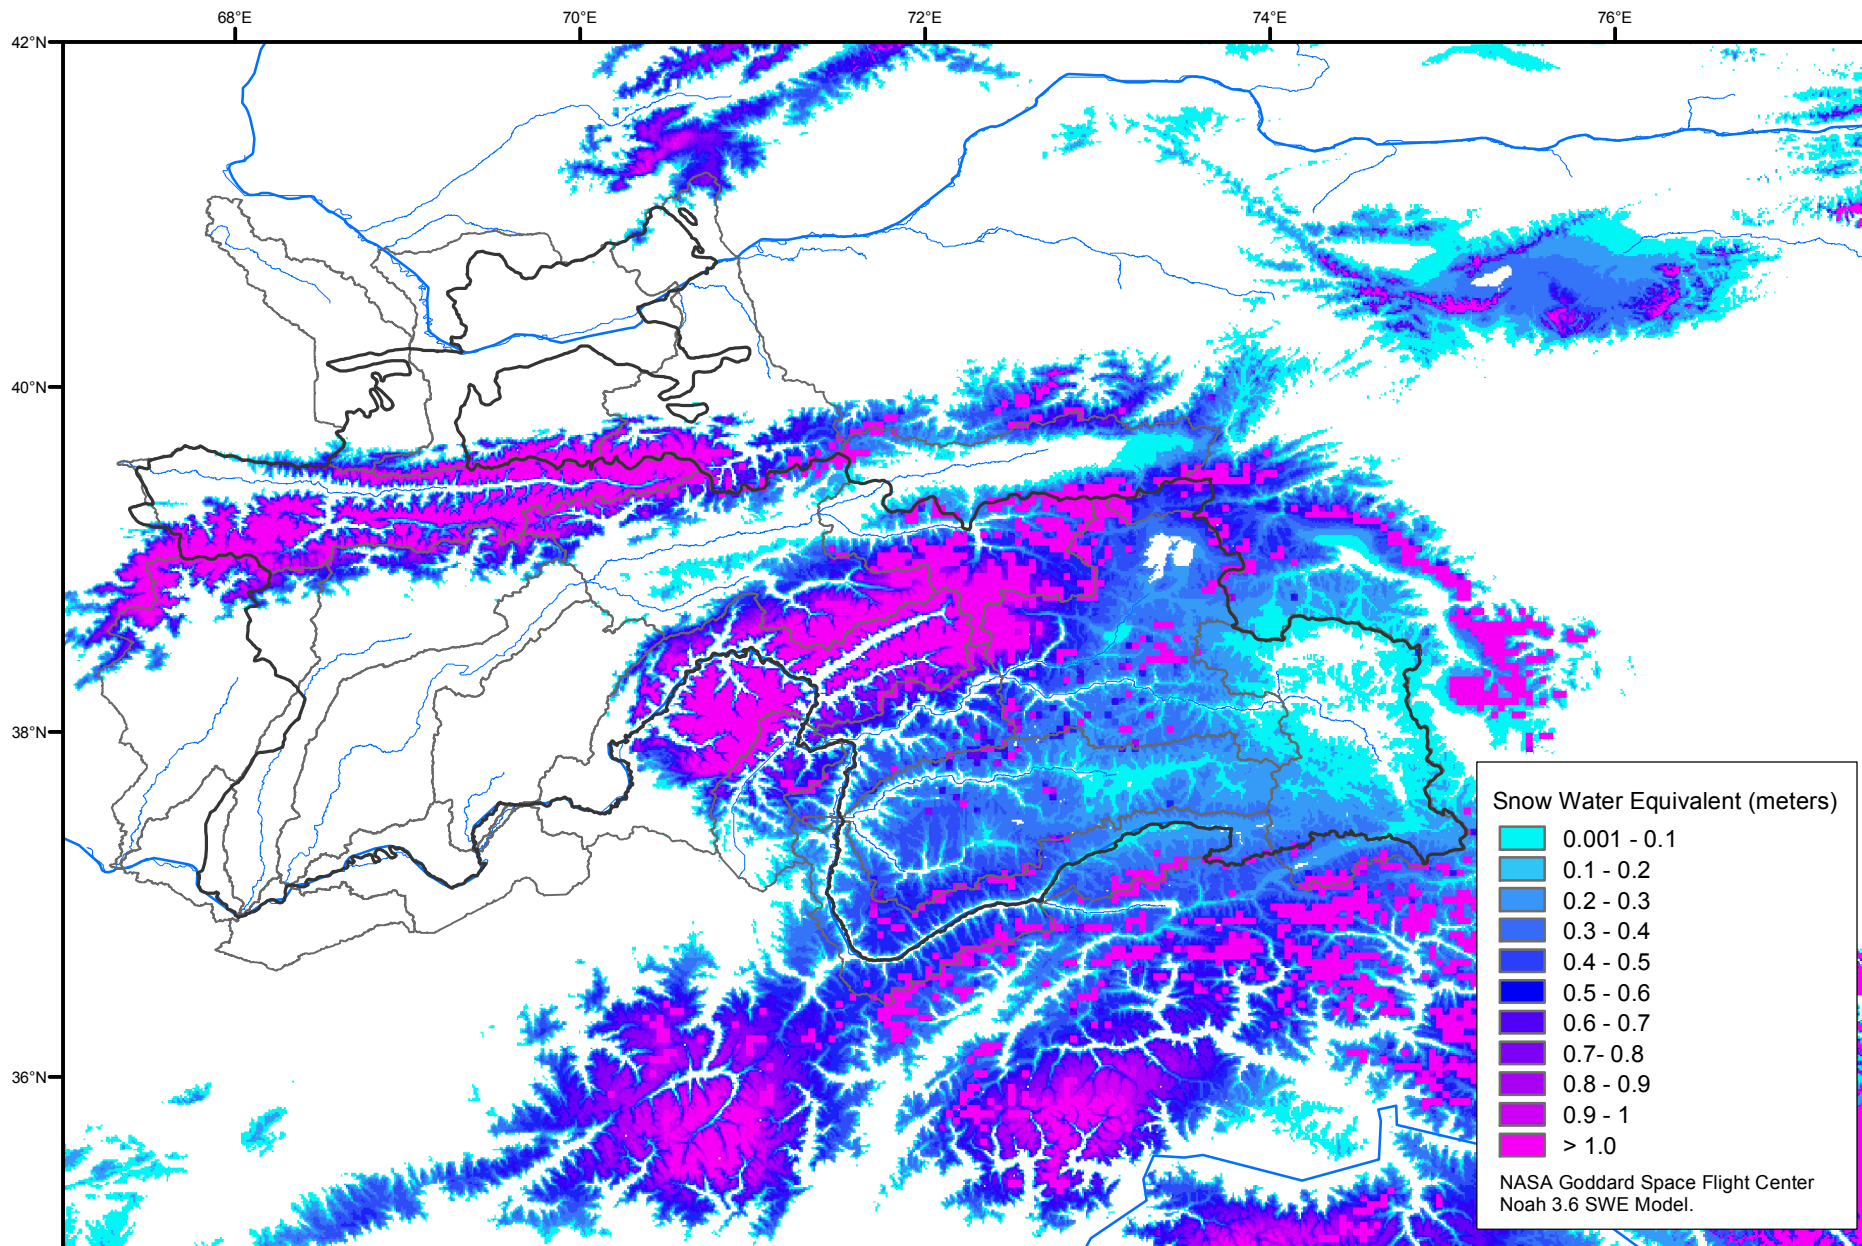 68°E 70°E 72°E 74°E 76°E
42°N
40°N
38°N
36°N
Snow Water Equivalent (meters)
0.001 - 0.1
0.1 - 0.2
0.2 - 0.3
0.3 - 0.4
0.4 - 0.5
0.5 - 0.6
0.6 - 0.7
0.7- 0.8
0.8 - 0.9
0.9 - 1
> 1.0
NASA Goddard Space Flight Center
Noah 3.6 SWE Model.